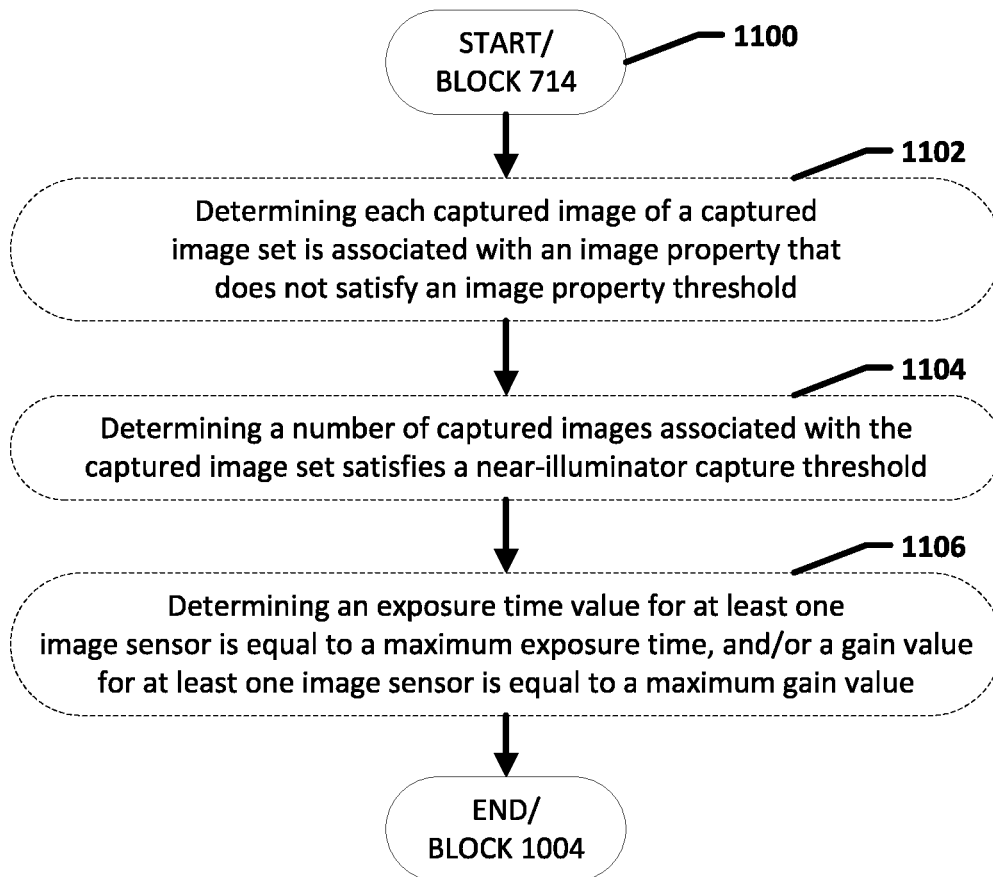 START/
BLOCK 714
1100
1102
Determining each captured image of a captured
image set is associated with an image property that
does not satisfy an image property threshold
1104
Determining a number of captured images associated with the
captured image set satisfies a near-illuminator capture threshold
1106
Determining an exposure time value for at least one
image sensor is equal to a maximum exposure time, and/or a gain value
for at least one image sensor is equal to a maximum gain value
END/
BLOCK 1004